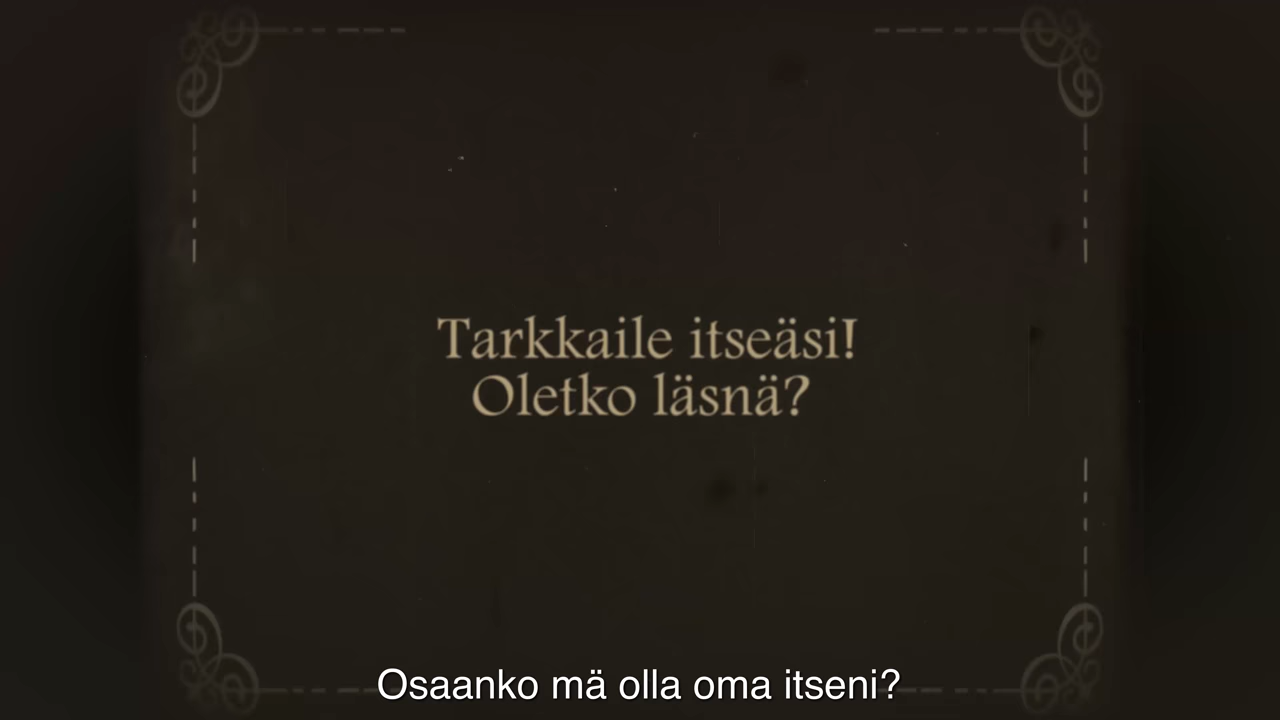 Tarkkaile itseäsi!
Oletko läsnä?
Osaanko mä olla oma itseni?